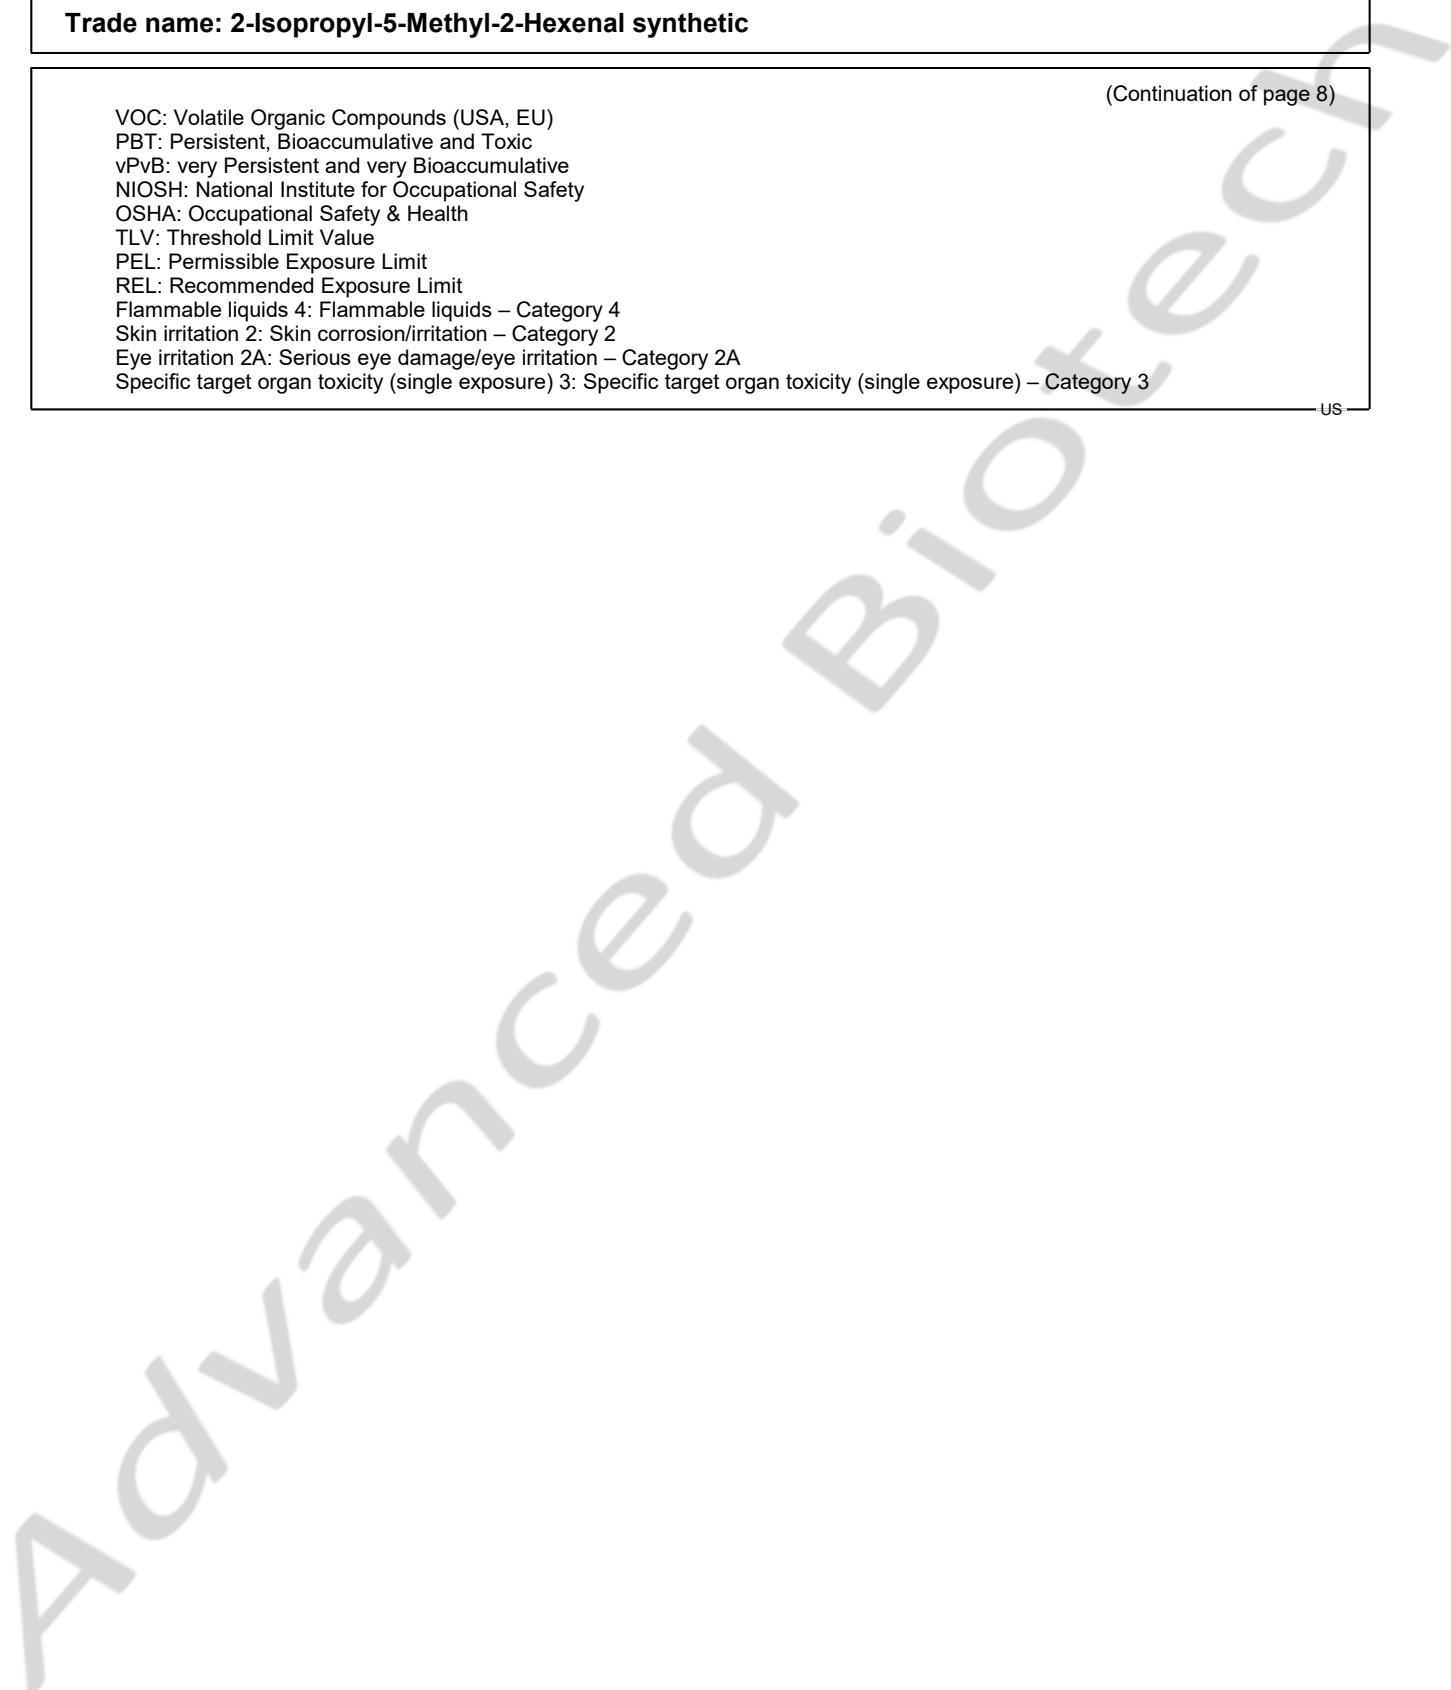 Trade name: 2-Isopropyl-5-Methyl-2-Hexenal synthetic
(Continuation of page 8)
VOC: Volatile Organic Compounds (USA, EU)
PBT: Persistent, Bioaccumulative and Toxic
vPvB: very Persistent and very Bioaccumulative
NIOSH: National Institute for Occupational Safety
OSHA: Occupational Safety & Health
TLV: Threshold Limit Value
PEL: Permissible Exposure Limit
REL: Recommended Exposure Limit
Flammable liquids 4: Flammable liquids – Category 4
Skin irritation 2: Skin corrosion/irritation – Category 2
Eye irritation 2A: Serious eye damage/eye irritation – Category 2A
Specific target organ toxicity (single exposure) 3: Specific target organ toxicity (single exposure) – Category 3
US
Advanced Biotech